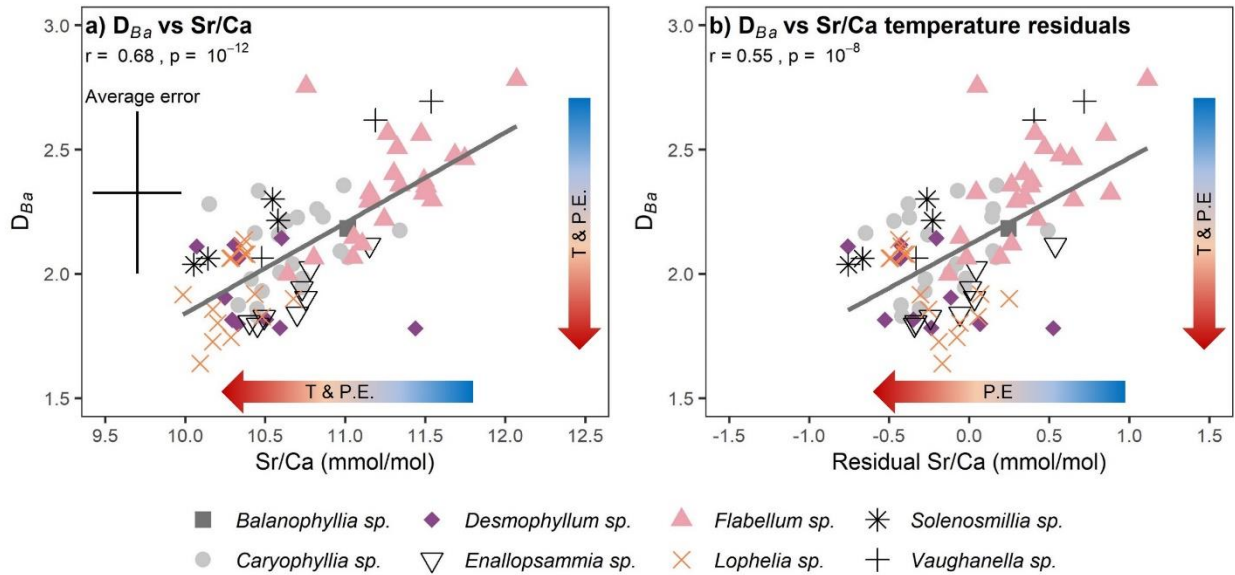 a) DBa vs Sr/Ca
r = 0.68 , p = 10−12
Average error
DBa
3.0
2.5
2.0
1.5
T & P.E.
T & P.E.
9.5 10.0 10.5 11.0 11.5 12.0 12.5
Sr/Ca (mmol/mol)
b) DBa vs Sr/Ca temperature residuals
r = 0.55 , p = 10−8
DBa
3.0
2.5
2.0
1.5
T & P.E.
P.E
-1.5 -1.0 -0.5 0.0 0.5 1.0 1.5
Residual Sr/Ca (mmol/mol)
Balanophyllia sp. Desmophyllum sp. Flabellum sp. Solenosmillia sp.
Caryophyllia sp. Enallopsammia sp. Lophelia sp. Vaughanella sp.